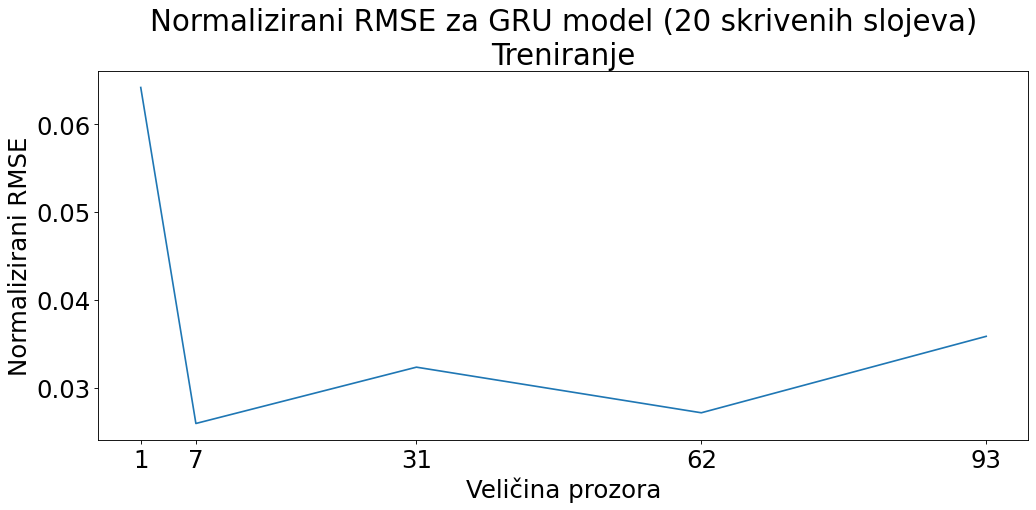 Normalizirani RMSE za GRU model (20 skrivenih slojeva)
Treniranje
Normalizirani RMSE
0.06
0.05
0.04
0.03
1 7 31 62 93
Veličina prozora